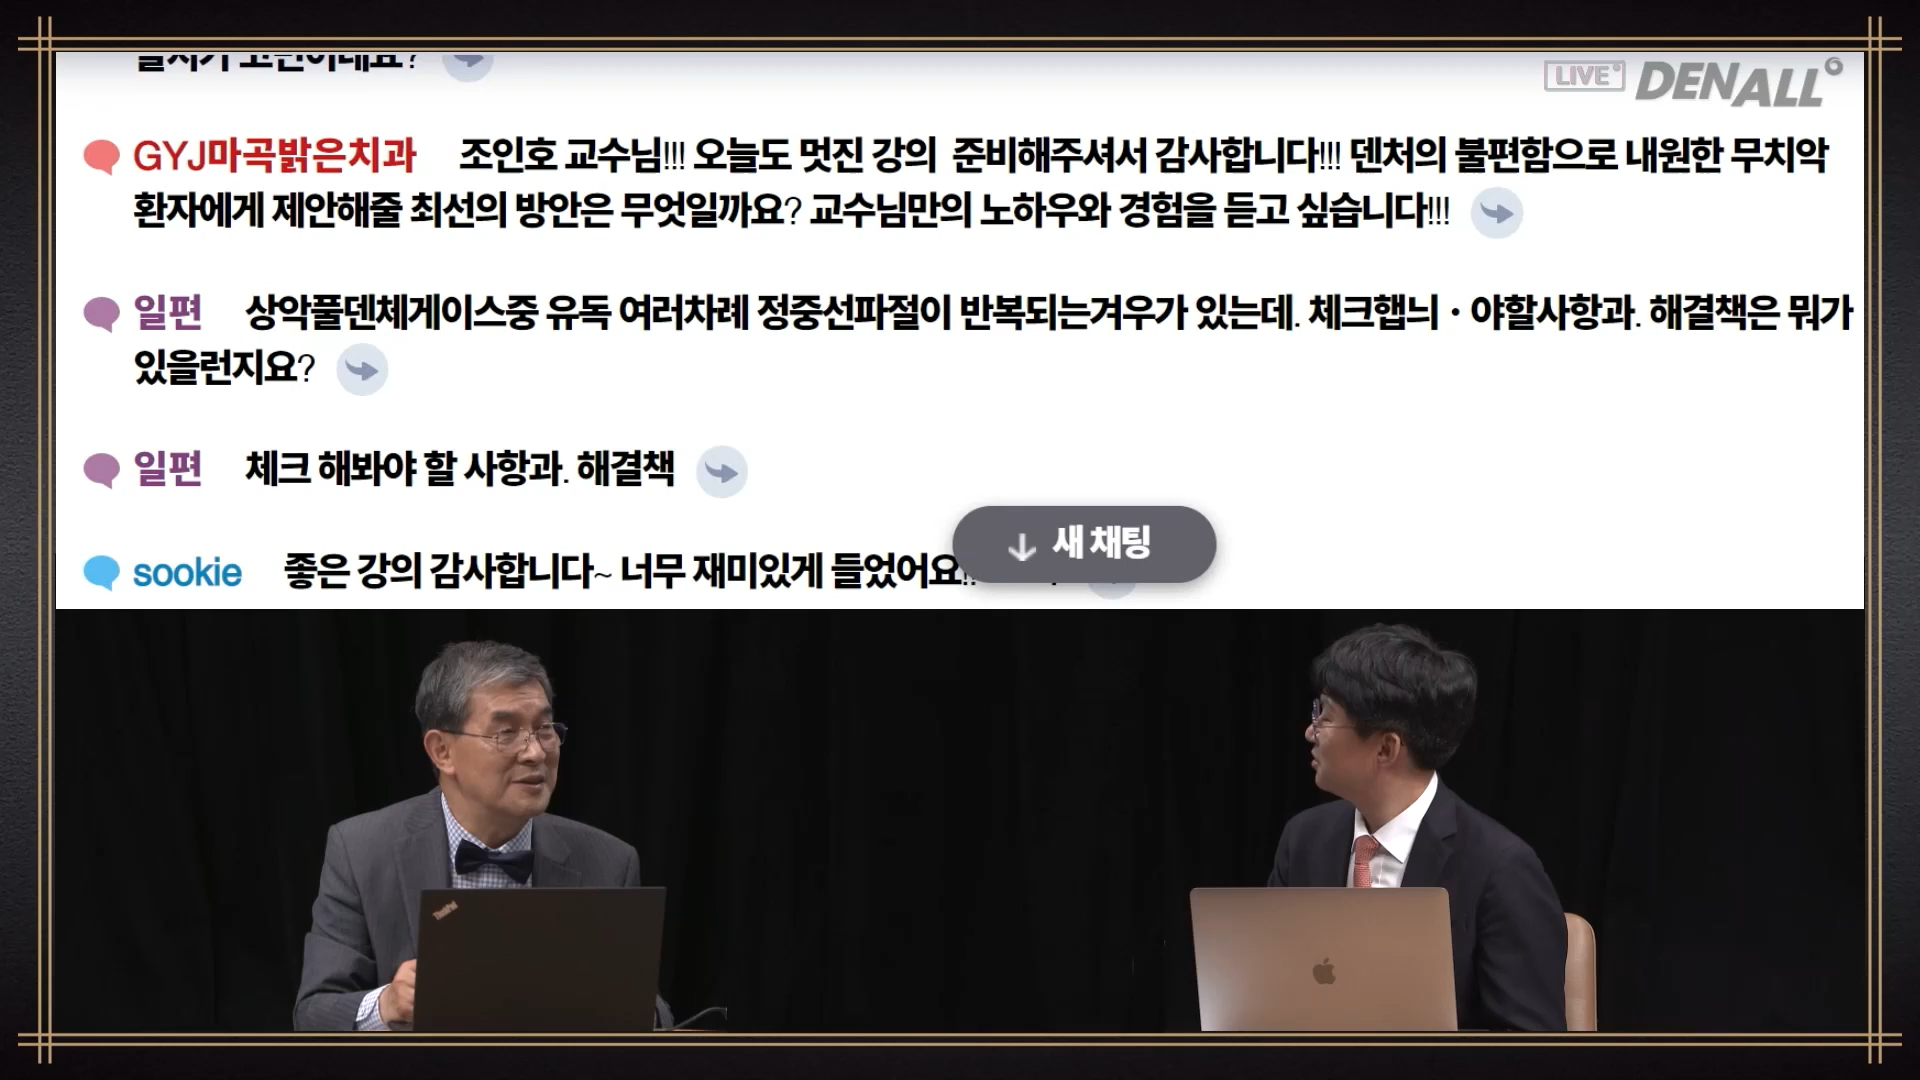 LIVE DENALL
GYJ마곡밝은치과 조인호 교수님!!! 오늘도 멋진 강의 준비해주셔서 감사합니다!!! 덴처의 불편함으로 내원한 무치악
환자에게 제안해줄 최선의 방안은 무엇일까요? 교수님만의 노하우와 경험을 듣고 싶습니다!!!
일편 상악풀덴체게이스중 유독 여러차례 정중선파절이 반복되는겨우가 있는데. 체크햅늬·야할사항과. 해결책은 뭐가
있을런지요?
일편 체크 해봐야 할 사항과. 해결책
새 채팅
sookie 좋은 강의 감사합니다~ 너무 재미있게 들었어요!!
ThinkPad